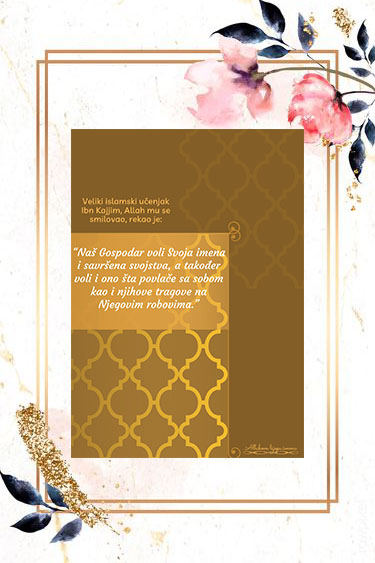 Veliki islamski učenjak
Ibn Kajjim, Allah mu se
smilovao, rekao je:
“Naš Gospodar voli Svoja imena
i savršena svojstva, a također
voli i ono šta povlače sa sobom
kao i njihove tragove na
Njegovim robovima.”